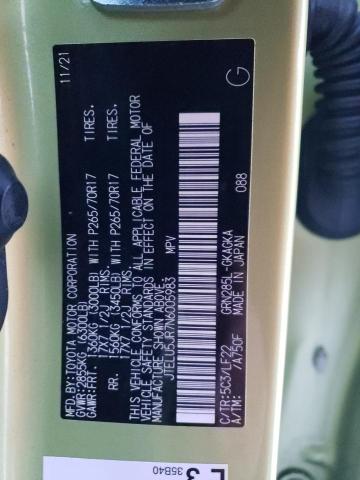 MFD.BY: TOYOTA MOTOR CORPORATION 11/21
GVWR: 2855KG (6300LB)
GAWR:FRT. 1360KG (3000LB) WITH P265/70R17 TIRES.
17X7 1/2J RIMS.
RR. 1560KG (3450LB) WITH P265/70R17 TIRES.
17X7 1/2J RIMS.
THIS VEHICLE CONFORMS TO ALL APPLICABLE FEDERAL MOTOR
VEHICLE SAFETY STANDARDS IN EFFECT ON THE DATE OF
MANUFACTURE SHOWN ABOVE.
JTELU5JR7N6005983 MPV
C/TR:5C3/LF22 GRN285L-GKAGKA 088
A/TM: /A750F MADE IN JAPAN
G
35B40